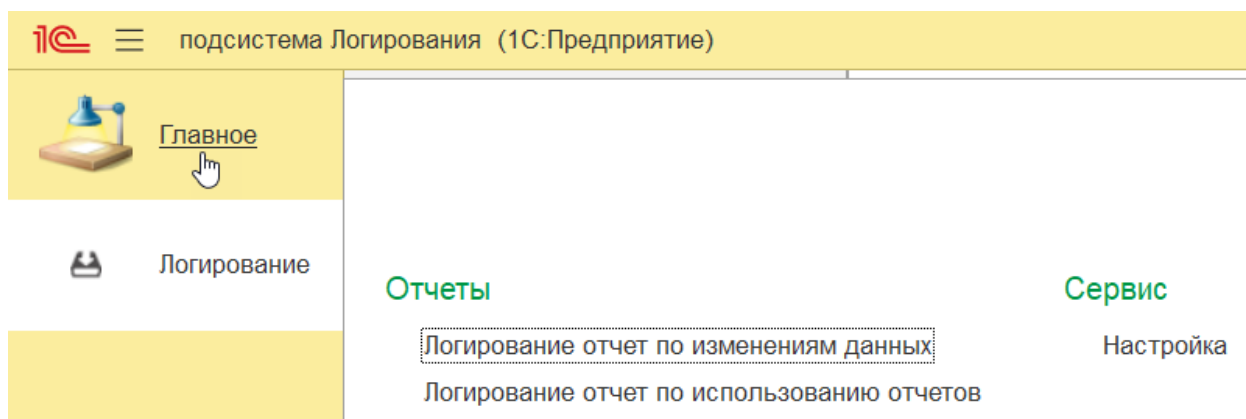 1С подсистема Логирования (1С:Предприятие)
Главное
Логирование
Отчеты
Логирование отчет по изменениям данных
Логирование отчет по использованию отчетов
Сервис
Настройка